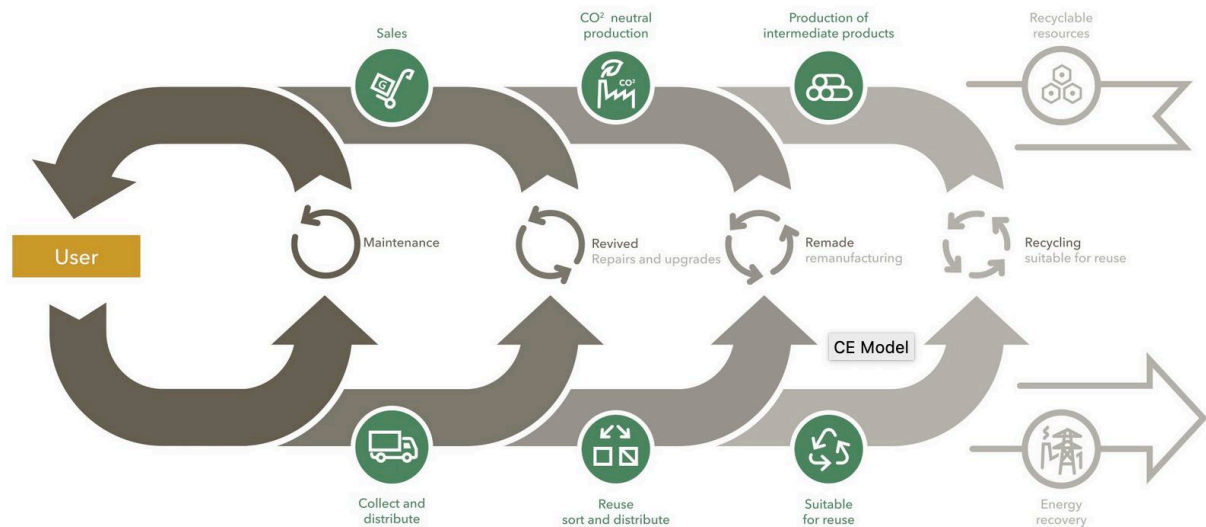 Sales
CO² neutral
production
Production of
intermediate products
Recyclable
resources
G
CO²
User
Maintenance
Revived
Repairs and upgrades
Remade
remanufacturing
Recycling
suitable for reuse
CE Model
Collect and
distribute
Reuse
sort and distribute
Suitable
for reuse
Energy
recovery